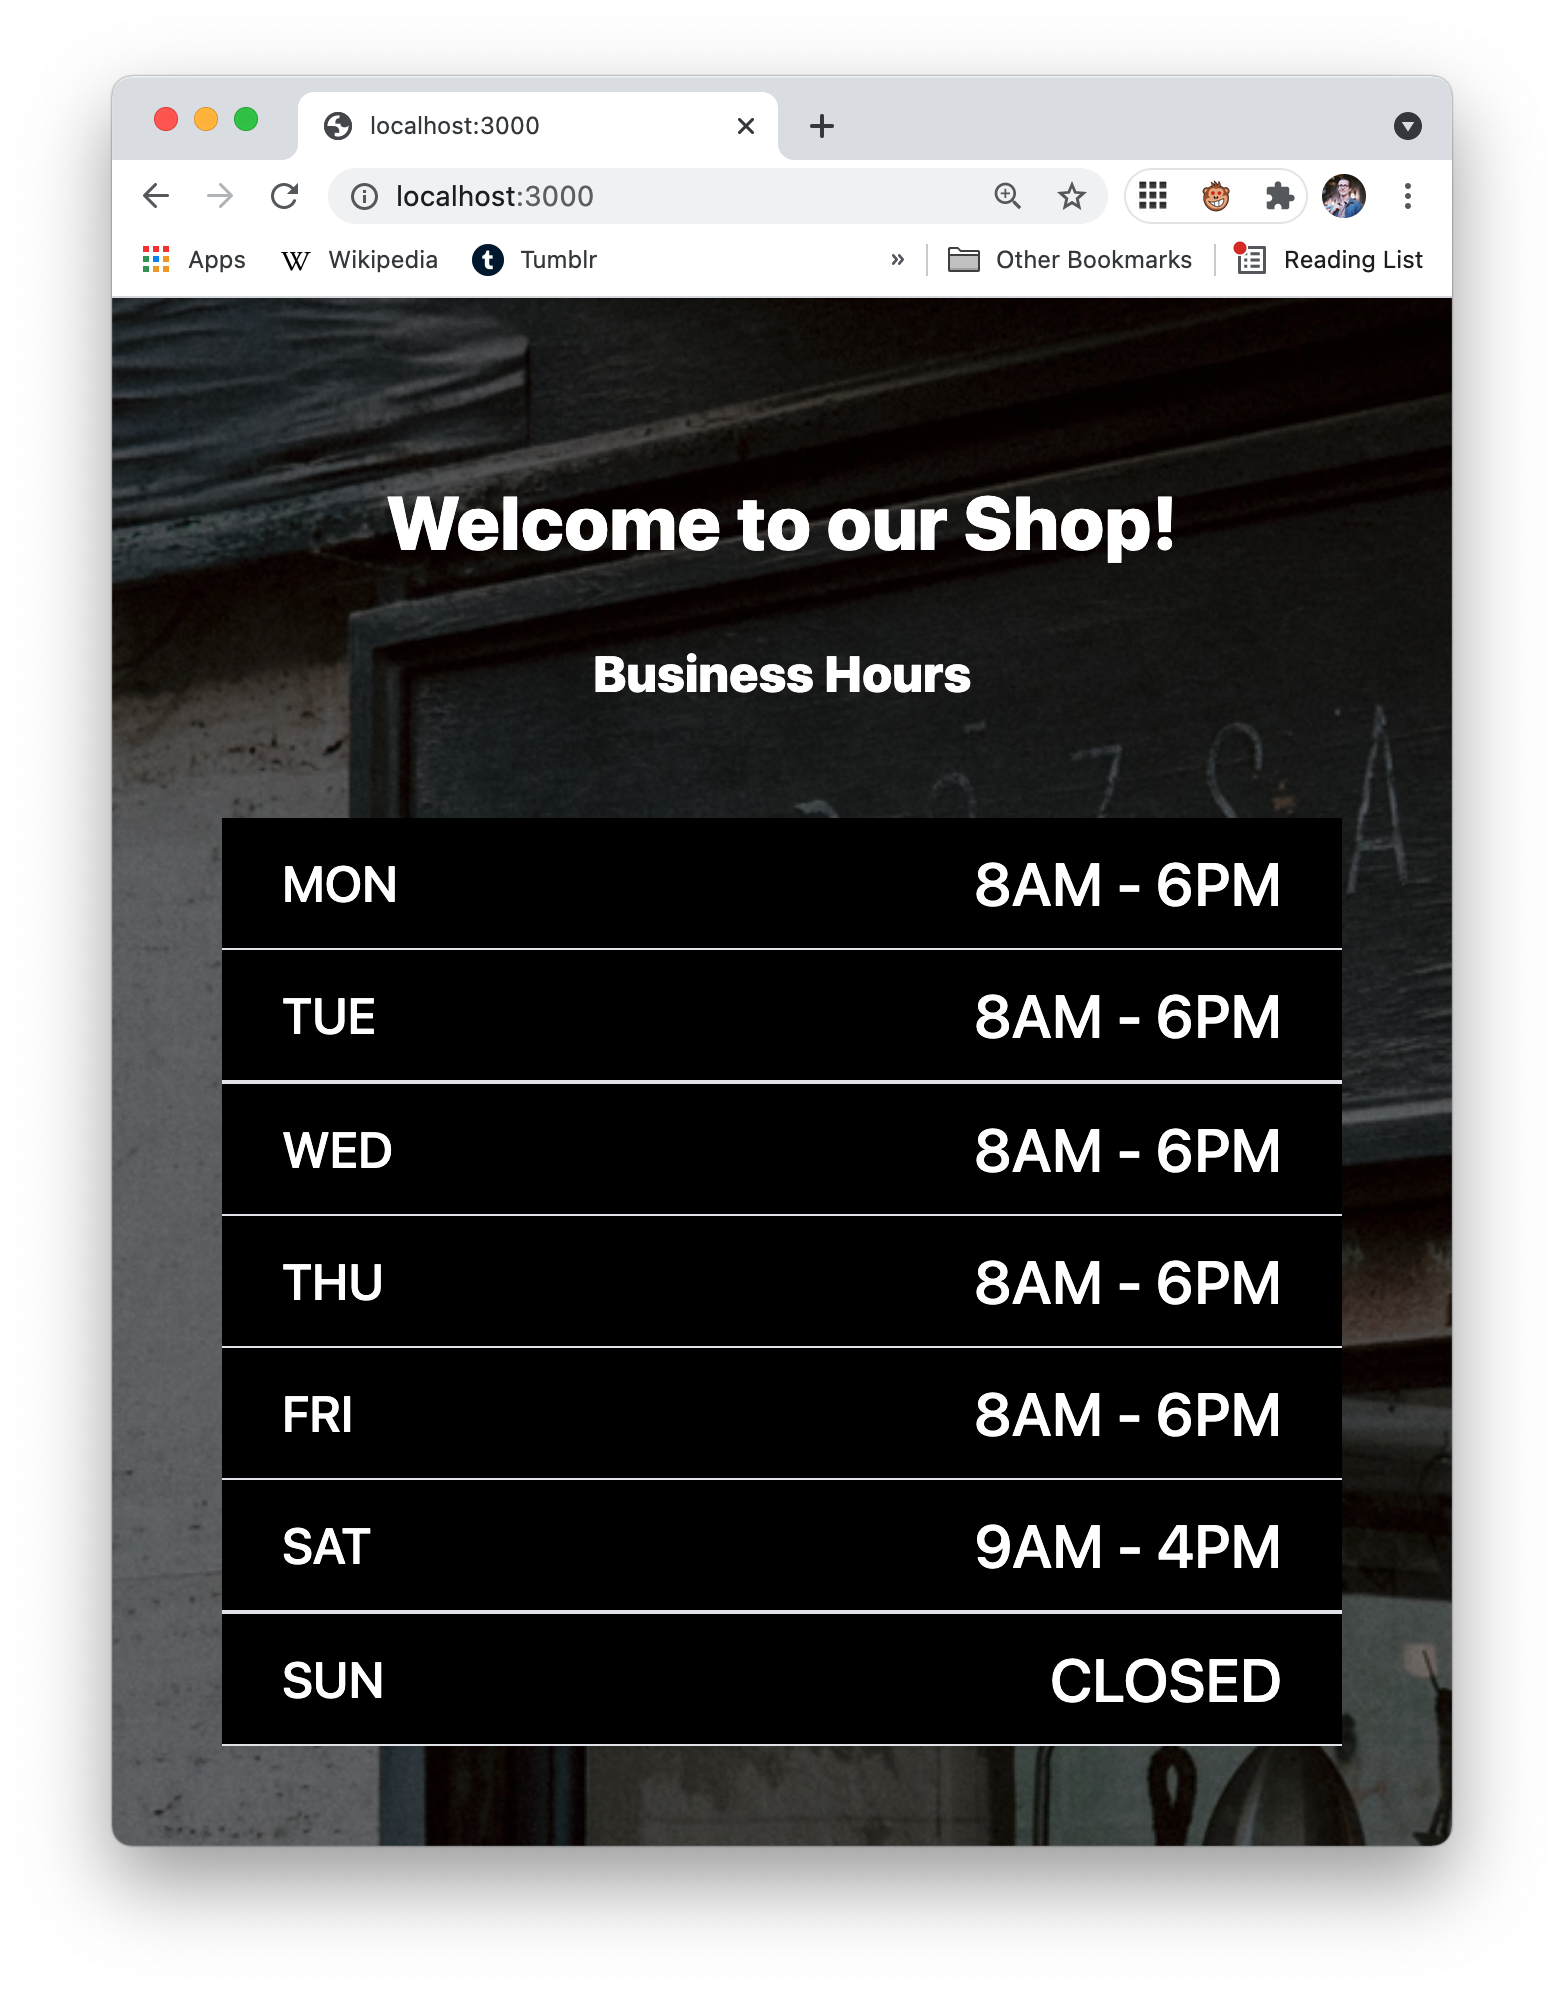 localhost:3000
localhost:3000
Apps W Wikipedia t Tumblr » Other Bookmarks Reading List
Welcome to our Shop!
Business Hours
MON 8AM - 6PM
TUE 8AM - 6PM
WED 8AM - 6PM
THU 8AM - 6PM
FRI 8AM - 6PM
SAT 9AM - 4PM
SUN CLOSED